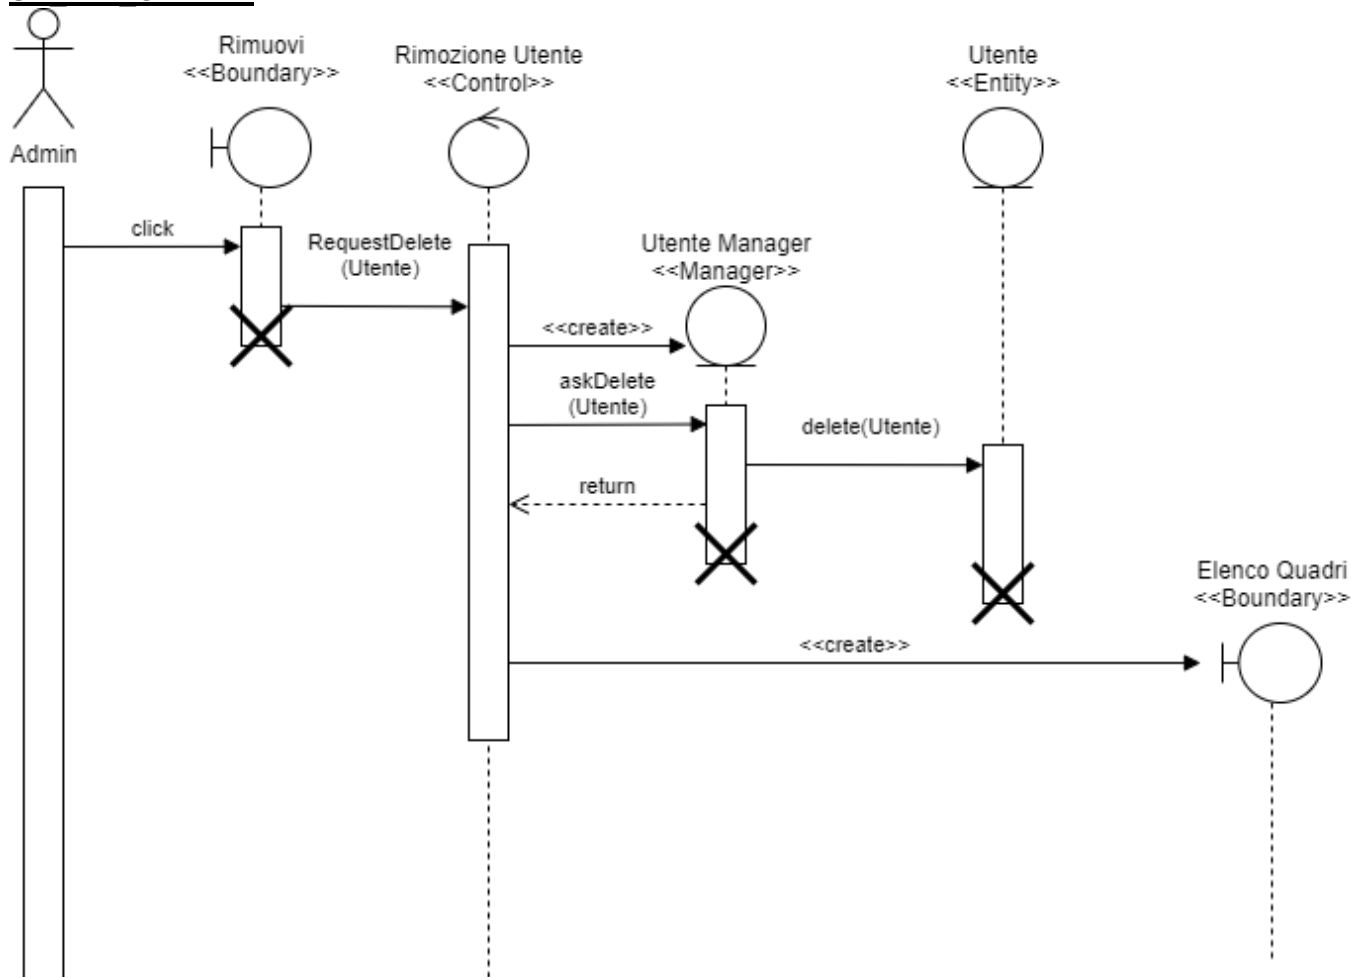 Rimuovi
<<Boundary>>
Rimozione Utente
<<Control>>
Utente
<<Entity>>
Admin
click
RequestDelete
(Utente)
Utente Manager
<<Manager>>
<<create>>
askDelete
(Utente)
delete(Utente)
return
Elenco Quadri
<<Boundary>>
<<create>>